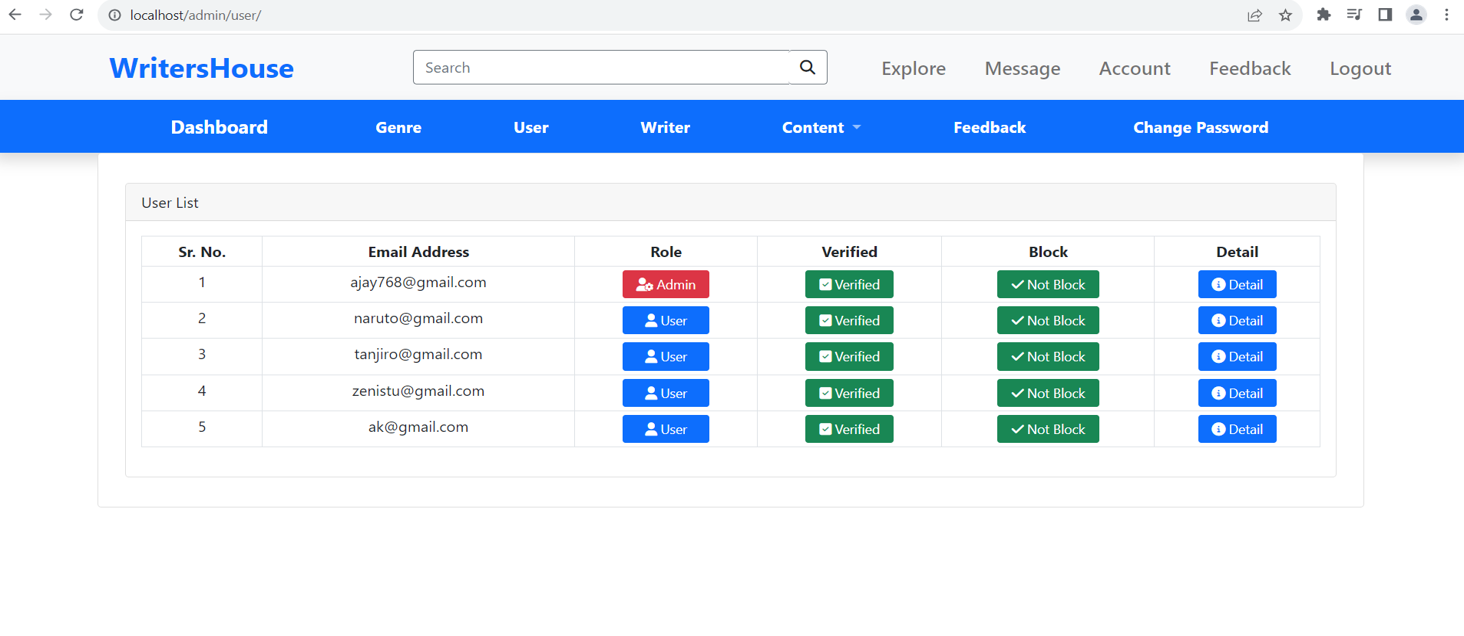 localhost/admin/user/
WritersHouse Search Explore Message Account Feedback Logout
Dashboard Genre User Writer Content Feedback Change Password
User List
Sr. No. Email Address Role Verified Block Detail
1 ajay768@gmail.com Admin Verified Not Block Detail
2 naruto@gmail.com User Verified Not Block Detail
3 tanjiro@gmail.com User Verified Not Block Detail
4 zenistu@gmail.com User Verified Not Block Detail
5 ak@gmail.com User Verified Not Block Detail